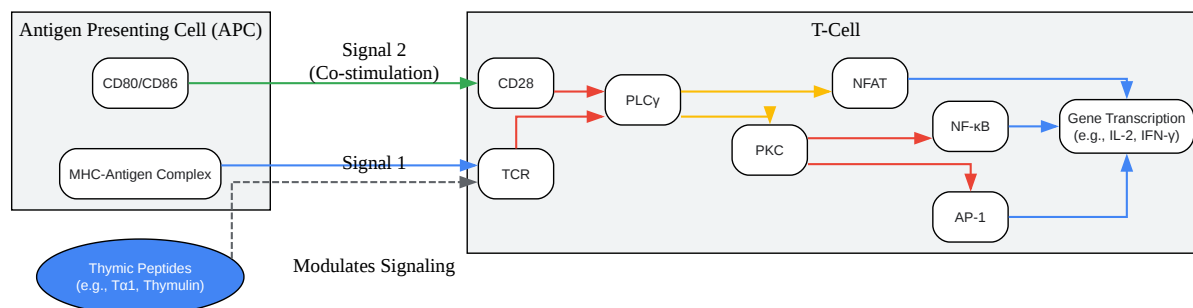 Antigen Presenting Cell (APC)
T-Cell
Signal 2
(Co-stimulation)
CD80/CD86
CD28
PLCγ
NFAT
NF-κB
Gene Transcription
(e.g., IL-2, IFN-γ)
PKC
Signal 1
MHC-Antigen Complex
TCR
AP-1
Thymic Peptides
(e.g., Tα1, Thymulin)
Modulates Signaling